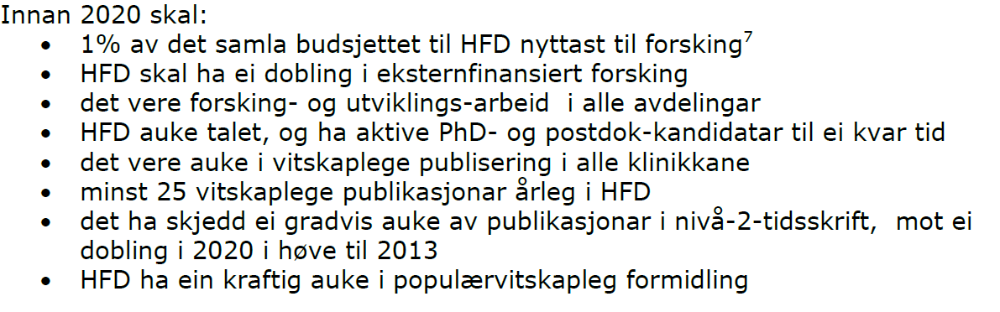 Innan 2020 skal:
• 1% av det samla budsjettet til HFD nyttast til forsking⁷
• HFD skal ha ei dobling i eksternfinansiert forsking
• det vere forsking- og utviklings-arbeid  i alle avdelingar
• HFD auke talet, og ha aktive PhD- og postdok-kandidatar til ei kvar tid
• det vere auke i vitskaplege publisering i alle klinikkane
• minst 25 vitskaplege publikasjonar årleg i HFD
• det ha skjedd ei gradvis auke av publikasjonar i nivå-2-tidsskrift,  mot ei
dobling i 2020 i høve til 2013
• HFD ha ein kraftig auke i populærvitskapleg formidling